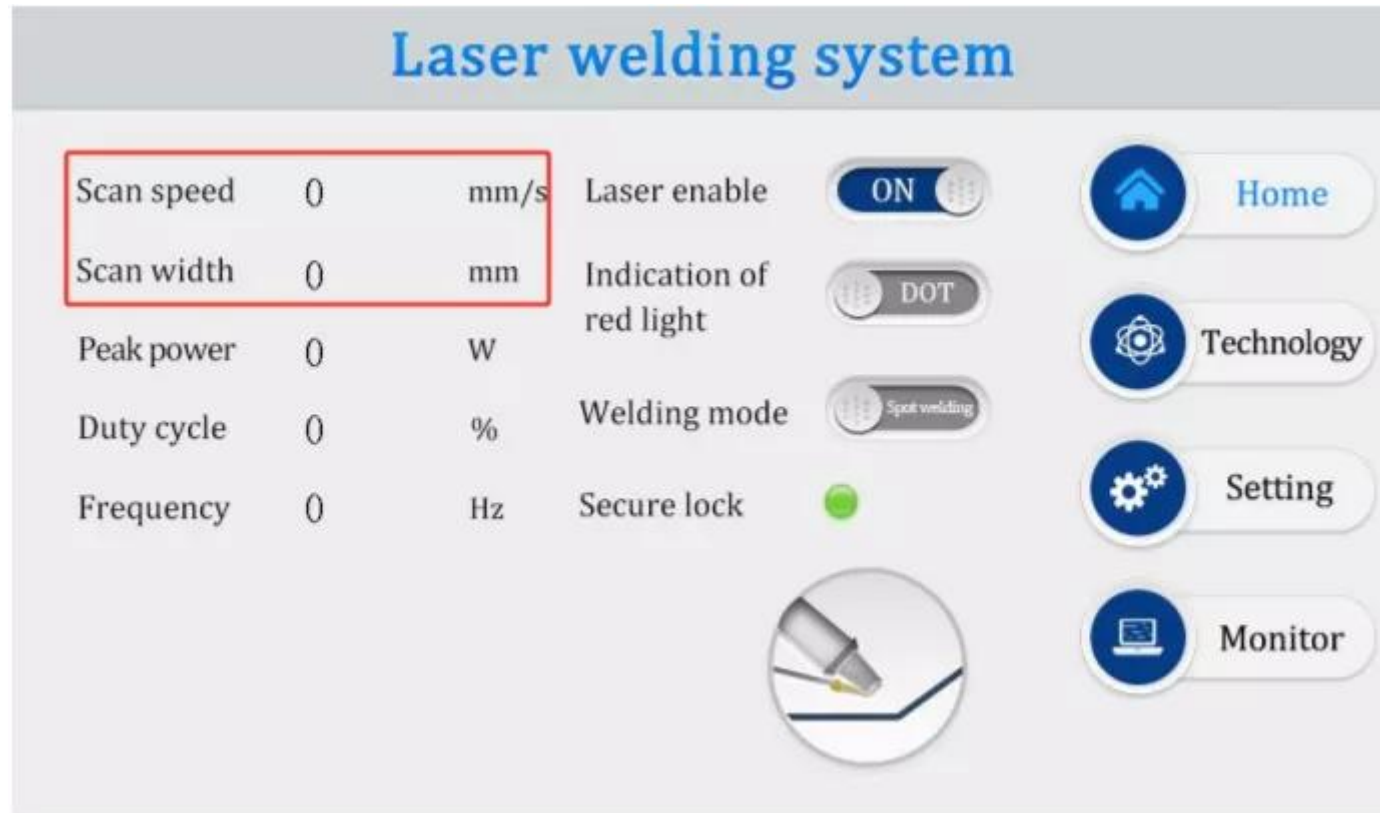 Laser welding system
Scan speed 0 mm/s
Scan width 0 mm
Peak power 0 W
Duty cycle 0 %
Frequency 0 Hz
Laser enable ON
Indication of
red light DOT
Welding mode Spot welding
Secure lock
Home
Technology
Setting
Monitor